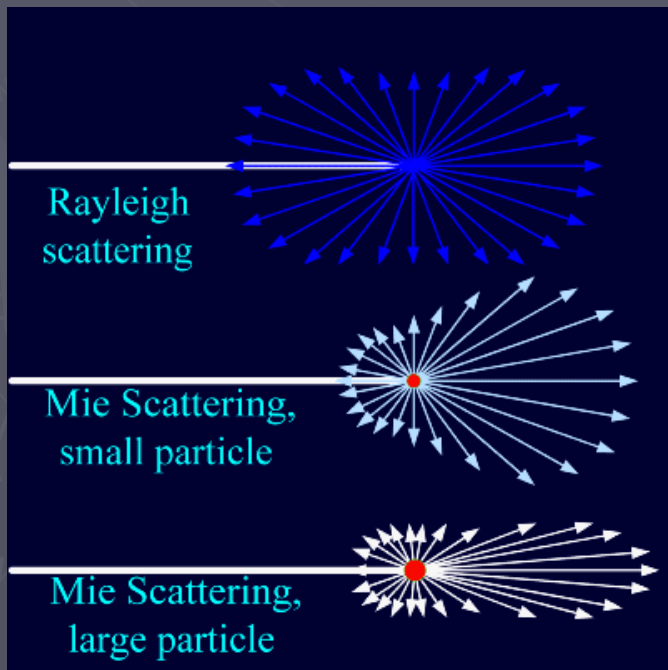 Rayleigh
scattering
Mie Scattering,
small particle
Mie Scattering,
large particle